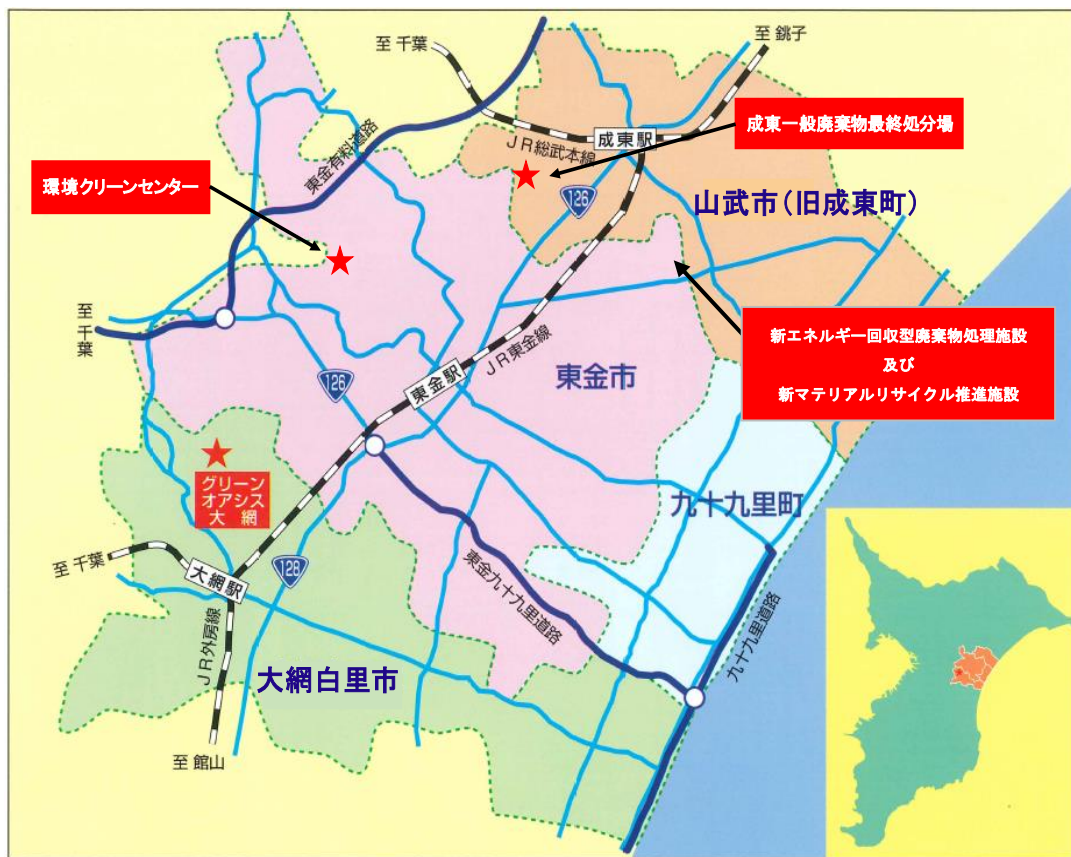 至 千葉
至 銚子
成東一般廃棄物最終処分場
成東駅
JR総武本線
東金有料道路
環境クリーンセンター
126
山武市（旧成東町）
至
千葉
新エネルギー回収型廃棄物処理施設
及び
新マテリアルリサイクル推進施設
JR東金線
東金駅
126
東金市
グリーン
オアシス
大 網
九十九里町
至 千葉
大網駅
128
東金九十九里道路
九十九里道路
JR外房線
大網白里市
至 館山